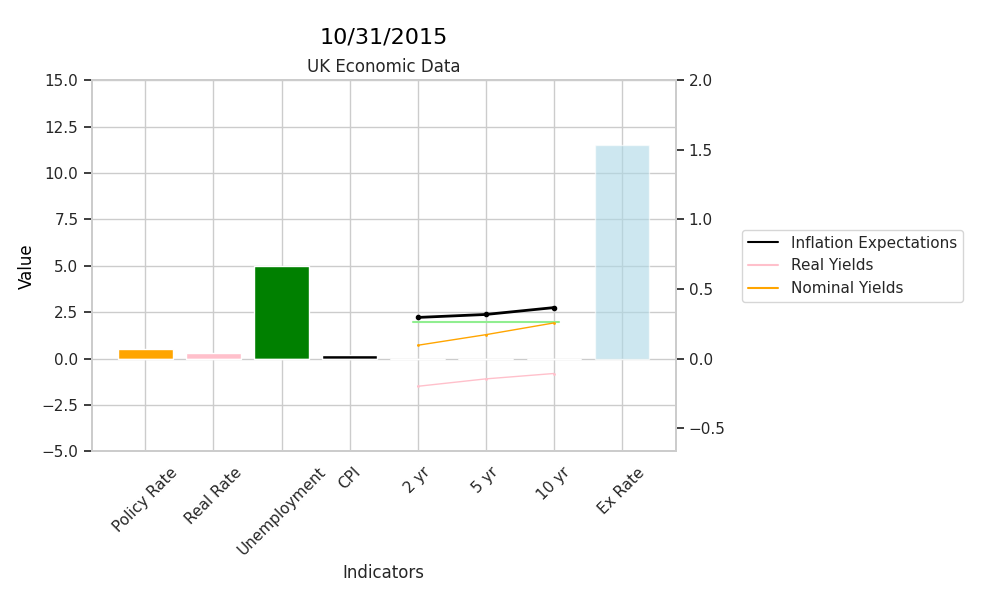 10/31/2015
UK Economic Data
15.0
12.5
10.0
7.5
5.0
2.5
0.0
−2.5
−5.0
Value
2.0
1.5
1.0
0.5
0.0
−0.5
Inflation Expectations
Real Yields
Nominal Yields
Policy Rate
Real Rate
Unemployment
CPI
2 yr
5 yr
10 yr
Ex Rate
Indicators